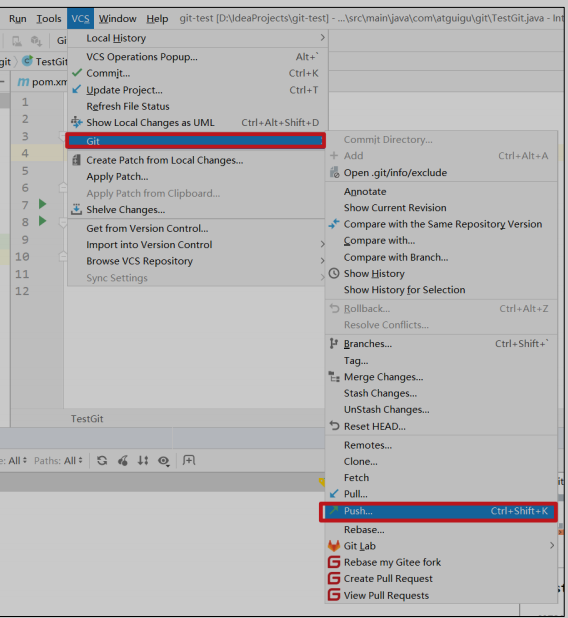 Run Tools VCS Window Help git-test [D:\IdeaProjects\git-test] - ...\src\main\java\com\atguigu\git\TestGit.java - Int
Local History
VCS Operations Popup... Alt+`
Commit... Ctrl+K
Update Project... Ctrl+T
Refresh File Status
Show Local Changes as UML Ctrl+Alt+Shift+D
Git
Create Patch from Local Changes...
Apply Patch...
Apply Patch from Clipboard...
Shelve Changes...
Get from Version Control...
Import into Version Control
Browse VCS Repository
Sync Settings
Gi
git TestGit
m pom.xm
1
2
3
4
5
6
7
8
9
10
11
12
Commit Directory...
Add Ctrl+Alt+A
Open .git/info/exclude
Annotate
Show Current Revision
Compare with the Same Repository Version
Compare with...
Compare with Branch...
Show History
Show History for Selection
Rollback... Ctrl+Alt+Z
Resolve Conflicts...
Branches... Ctrl+Shift+`
Tag...
Merge Changes...
Stash Changes...
UnStash Changes...
Reset HEAD...
Remotes...
Clone...
Fetch
Pull...
Push... Ctrl+Shift+K
Rebase...
Git Lab
Rebase my Gitee fork
Create Pull Request
View Pull Requests
TestGit
e: All Paths: All
it